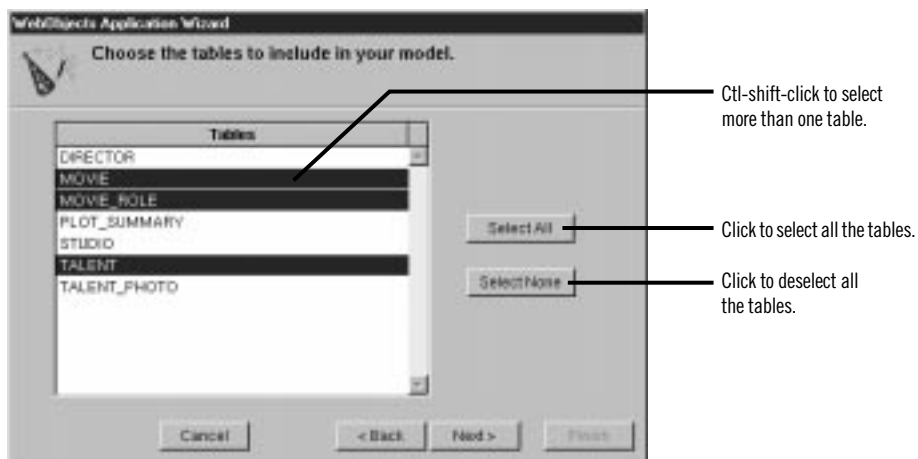 WebObjects Application Wizard
Choose the tables to include in your model.
Tables
DIRECTOR
MOVIE
MOVIE_ROLE
PLOT_SUMMARY
STUDIO
TALENT
TALENT_PHOTO
Select All
Select None
Cancel
< Back
Next >
Finish
Ctl-shift-click to select
more than one table.
Click to select all the tables.
Click to deselect all
the tables.